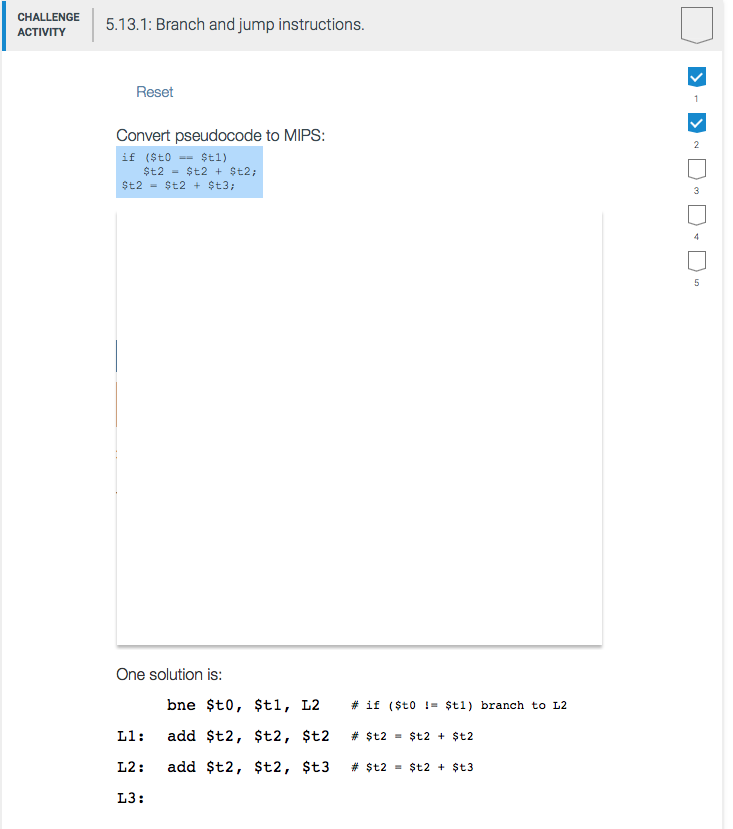 CHALLENGE
ACTIVITY
5.13.1: Branch and jump instructions.
Reset
1
2
3
4
5
Convert pseudocode to MIPS:
if ($t0 == $t1)
$t2 = $t2 + $t2;
$t2 = $t2 + $t3;
One solution is:
bne $t0, $t1, L2 # if ($t0 != $t1) branch to L2
L1: add $t2, $t2, $t2 # $t2 = $t2 + $t2
L2: add $t2, $t2, $t3 # $t2 = $t2 + $t3
L3: